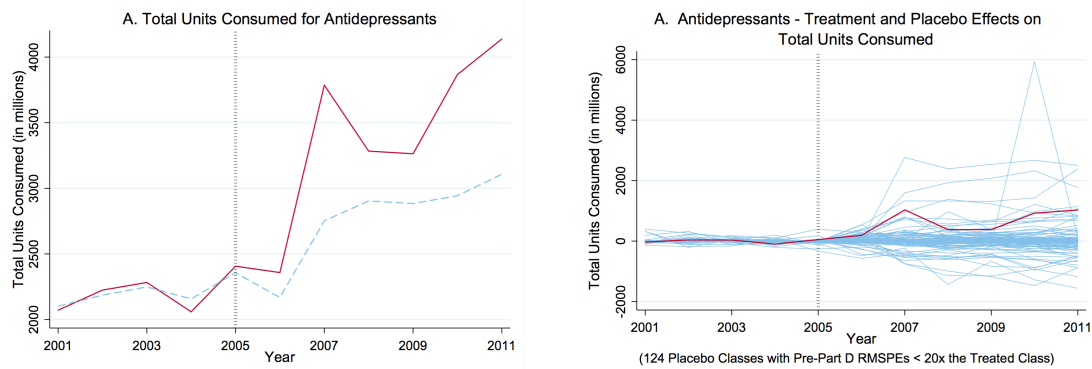 A. Total Units Consumed for Antidepressants
Total Units Consumed (in millions)
4000
3500
3000
2500
2000
2001 2003 2005 2007 2009 2011
Year
A. Antidepressants - Treatment and Placebo Effects on
Total Units Consumed
Total Units Consumed (in millions)
6000
4000
2000
0
-2000
2001 2003 2005 2007 2009 2011
Year
(124 Placebo Classes with Pre-Part D RMSPEs < 20x the Treated Class)